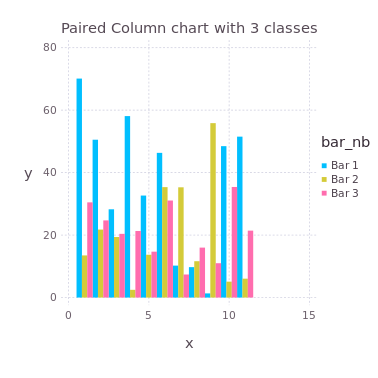 Paired Column chart with 3 classes
80
60
40
20
0
y
0 5 10 15
x
bar_nb
Bar 1
Bar 2
Bar 3